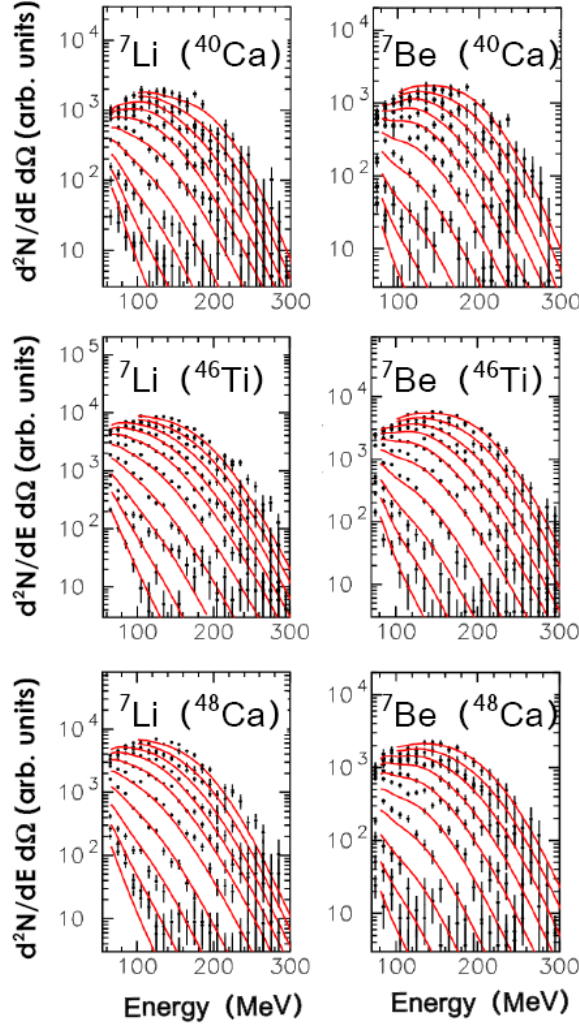 d²N/dE dΩ (arb. units)
⁷Li (⁴⁰Ca)
10⁴
10³
10²
10
100 200 300
⁷Be (⁴⁰Ca)
10⁴
10³
10²
10
100 200 300
d²N/dE dΩ (arb. units)
⁷Li (⁴⁶Ti)
10⁵
10⁴
10³
10²
10
100 200 300
⁷Be (⁴⁶Ti)
10⁴
10³
10²
10
100 200 300
d²N/dE dΩ (arb. units)
⁷Li (⁴⁸Ca)
10⁴
10³
10²
10
100 200 300
Energy (MeV)
⁷Be (⁴⁸Ca)
10⁴
10³
10²
10
100 200 300
Energy (MeV)